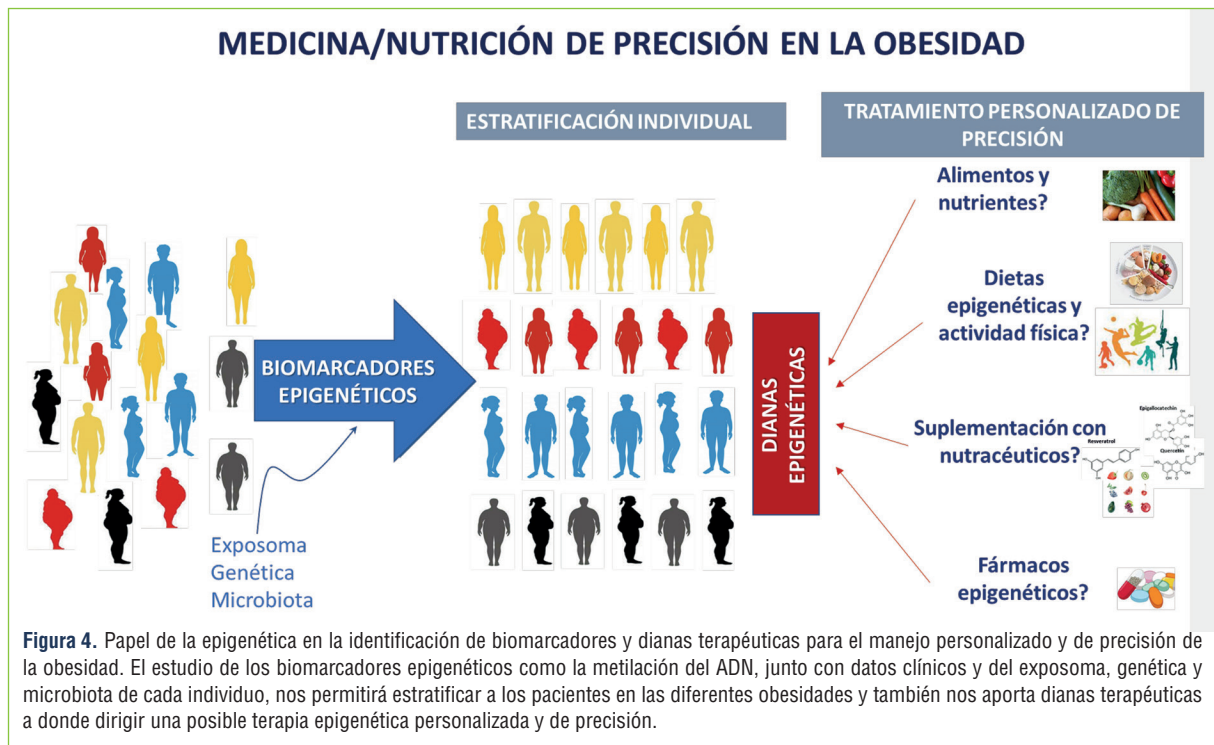 MEDICINA/NUTRICIÓN DE PRECISIÓN EN LA OBESIDAD
ESTRATIFICACIÓN INDIVIDUAL
TRATAMIENTO PERSONALIZADO DE
PRECISIÓN
BIOMARCADORES
EPIGENÉTICOS
Exposoma
Genética
Microbiota
DIANAS
EPIGENÉTICAS
Alimentos y
nutrientes?
Dietas
epigenéticas y
actividad física?
Suplementación con
nutracéuticos?
Epigallocatechin
Resveratrol
Quercetin
Fármacos
epigenéticos?
Figura 4. Papel de la epigenética en la identificación de biomarcadores y dianas terapéuticas para el manejo personalizado y de precisión de
la obesidad. El estudio de los biomarcadores epigenéticos como la metilación del ADN, junto con datos clínicos y del exposoma, genética y
microbiota de cada individuo, nos permitirá estratificar a los pacientes en las diferentes obesidades y también nos aporta dianas terapéuticas
a donde dirigir una posible terapia epigenética personalizada y de precisión.